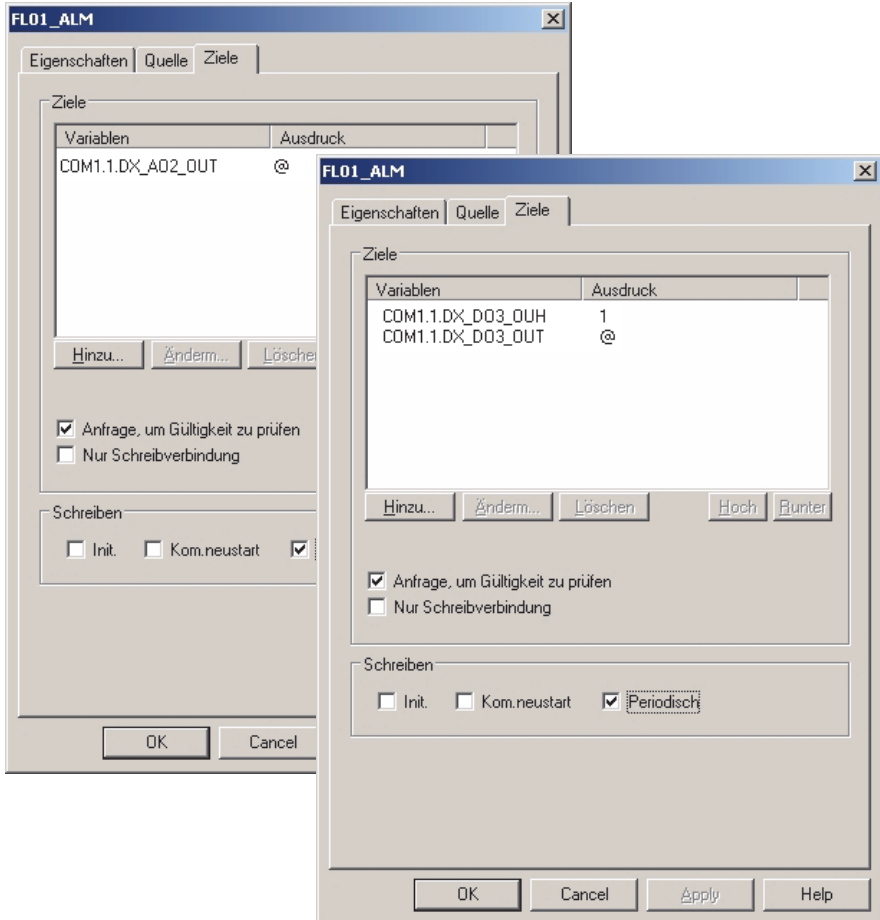 FL01_ALM
Eigenschaften Quelle Ziele
Ziele
Variablen Ausdruck
COM1.1.DX_AO2_OUT @
Hinzu... Änderm... Lösche
Anfrage, um Gültigkeit zu prüfen
Nur Schreibverbindung
Schreiben
Init. Kom.neustart
OK Cancel
FL01_ALM
Eigenschaften Quelle Ziele
Ziele
Variablen Ausdruck
COM1.1.DX_DO3_OUH 1
COM1.1.DX_DO3_OUT @
Hinzu... Änderm... Löschen Hoch Runter
Anfrage, um Gültigkeit zu prüfen
Nur Schreibverbindung
Schreiben
Init. Kom.neustart Periodisch
OK Cancel Apply Help